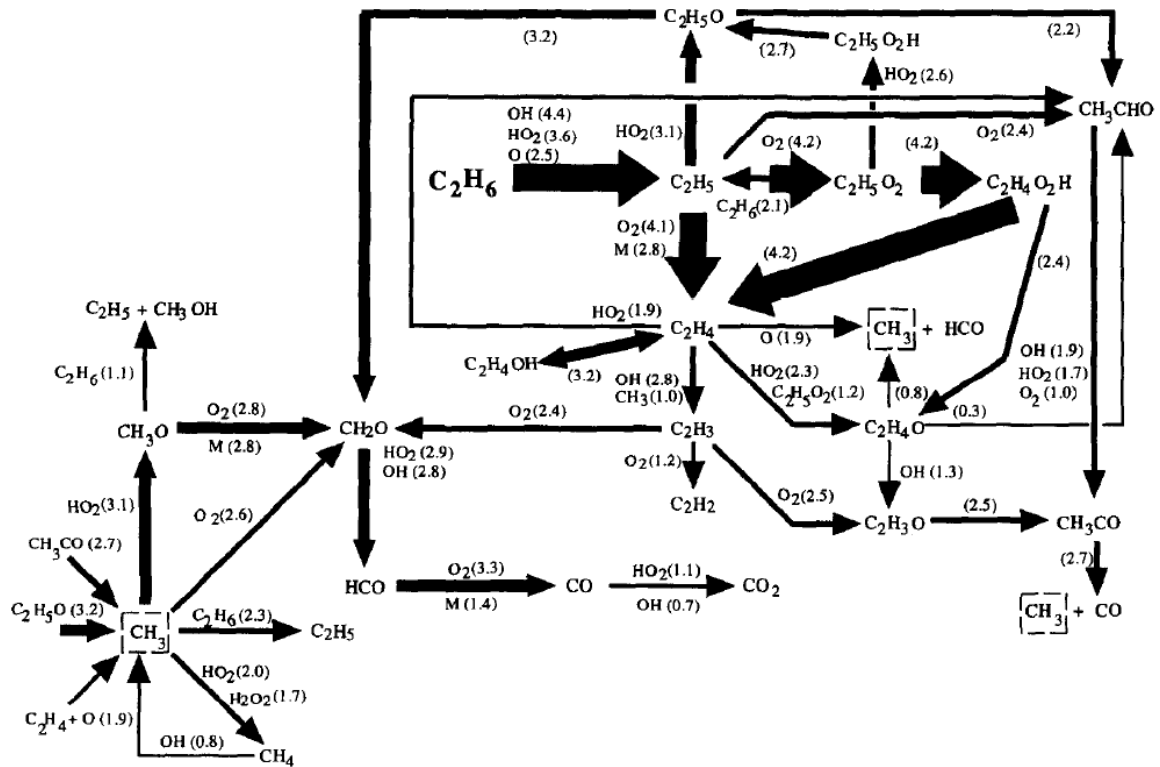 C2H5O
(3.2)
(2.7)
C2H5O2H
(2.2)
HO2(2.6)
CH3CHO
OH (4.4)
HO2(3.6)
O (2.5)
HO2(3.1)
O2(4.2)
(4.2)
O2(2.4)
C2H6
C2H5
C2H5O2
C2H4O2H
C2H6(2.1)
O2(4.1)
M (2.8)
(4.2)
(2.4)
C2H5 + CH3OH
HO2(1.9)
C2H4
O (1.9)
CH3 + HCO
C2H4OH
(3.2)
C2H6(1.1)
OH (2.8)
CH3(1.0)
HO2(2.3)
C2H5O2(1.2)
(0.8)
(0.3)
OH (1.9)
HO2(1.7)
O2(1.0)
CH3O
O2(2.8)
M (2.8)
CH2O
O2(2.4)
C2H3
C2H4O
HO2(2.9)
OH (2.8)
O2(1.2)
OH (1.3)
HO2(3.1)
O2(2.6)
C2H2
O2(2.5)
C2H3O
(2.5)
CH3CO
CH3CO (2.7)
(2.7)
HCO
O2(3.3)
M (1.4)
CO
HO2(1.1)
OH (0.7)
CO2
CH3 + CO
C2H5O (3.2)
CH3
C2H6(2.3)
C2H5
HO2(2.0)
H2O2(1.7)
C2H4+ O (1.9)
OH (0.8)
CH4